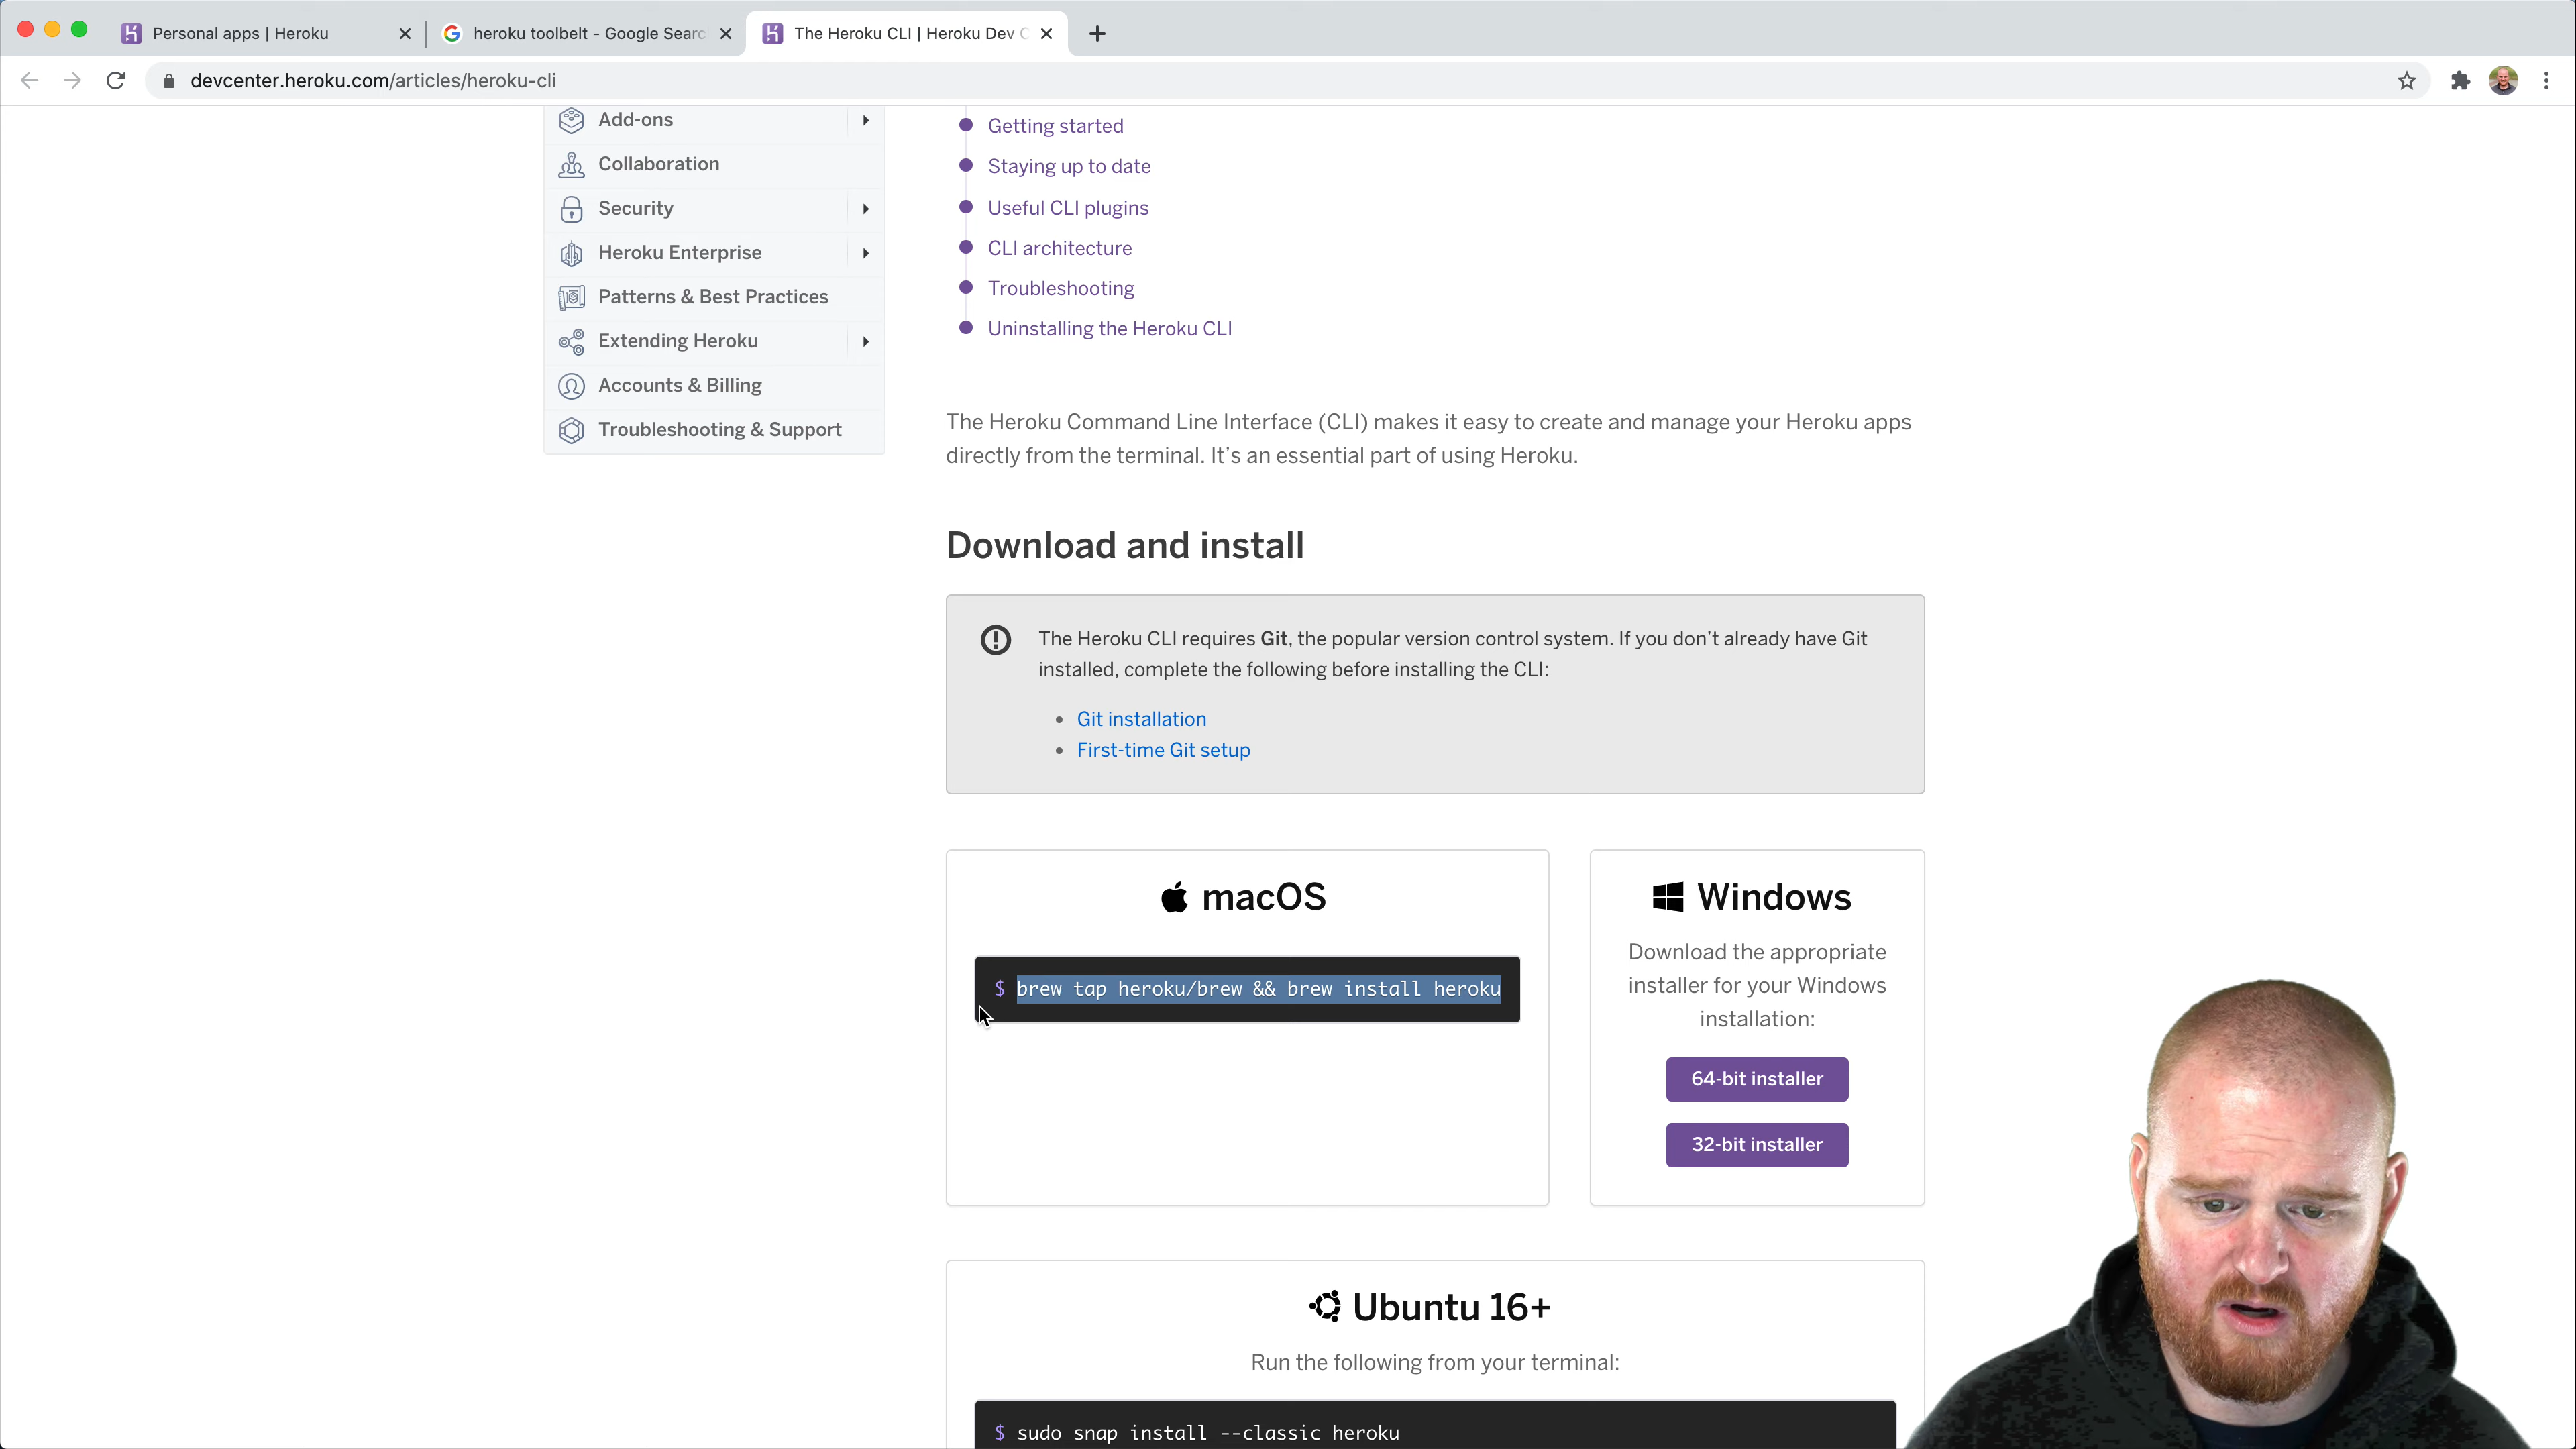 Personal apps | Heroku
heroku toolbelt - Google Searc
The Heroku CLI | Heroku Dev C
devcenter.heroku.com/articles/heroku-cli
Add-ons
Collaboration
Security
Heroku Enterprise
Patterns & Best Practices
Extending Heroku
Accounts & Billing
Troubleshooting & Support
Getting started
Staying up to date
Useful CLI plugins
CLI architecture
Troubleshooting
Uninstalling the Heroku CLI
The Heroku Command Line Interface (CLI) makes it easy to create and manage your Heroku apps
directly from the terminal. It’s an essential part of using Heroku.
Download and install
The Heroku CLI requires Git, the popular version control system. If you don’t already have Git
installed, complete the following before installing the CLI:
• Git installation
• First-time Git setup
macOS
$ brew tap heroku/brew && brew install heroku
Windows
Download the appropriate
installer for your Windows
installation:
64-bit installer
32-bit installer
Ubuntu 16+
Run the following from your terminal:
$ sudo snap install --classic heroku